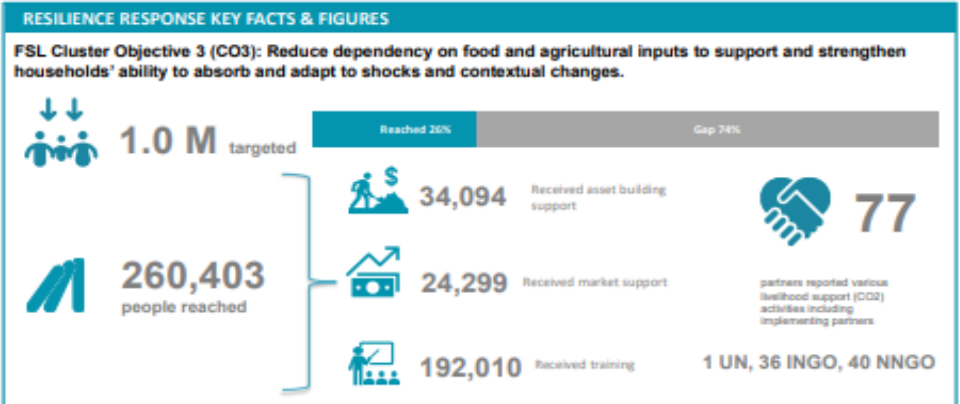 RESILIENCE RESPONSE KEY FACTS & FIGURES
FSL Cluster Objective 3 (CO3): Reduce dependency on food and agricultural inputs to support and strengthen
households' ability to absorb and adapt to shocks and contextual changes.
1.0 M targeted
Reached 26%
Gap 74%
260,403
people reached
$
34,094 Received asset building
support
24,299 Received market support
192,010 Received training
77
partners reported various
livelihood support (CO2)
activities including
implementing partners
1 UN, 36 INGO, 40 NNGO